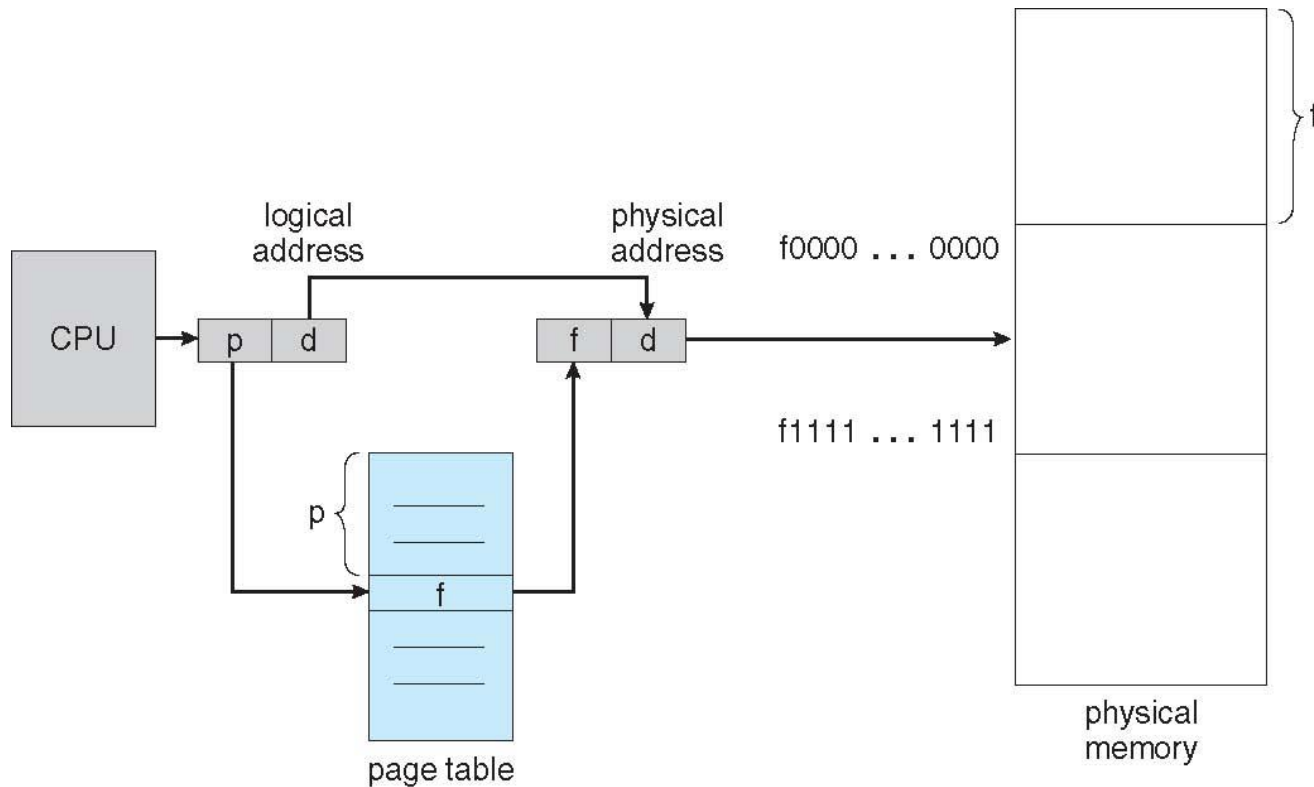 logical
address
physical
address
CPU
p
d
f
d
f0000 ... 0000
f1111 ... 1111
f
p
f
page table
physical
memory